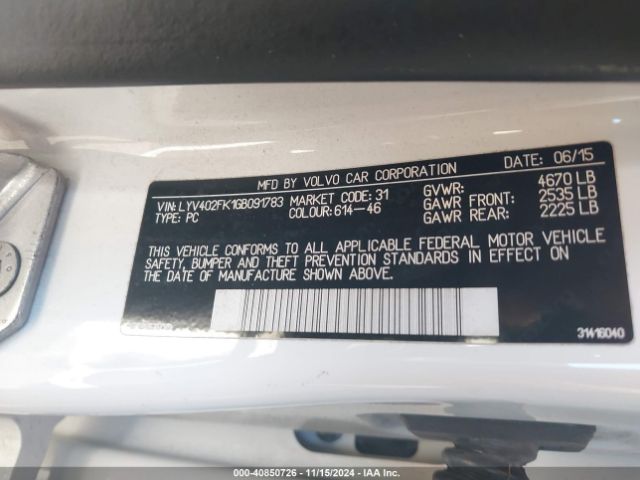 MFD BY VOLVO CAR CORPORATION DATE: 06/15
VIN: LYV402FK1GB091783 MARKET CODE: 31 GVWR: 4670 LB
TYPE: PC COLOUR: 614-46 GAWR FRONT: 2535 LB
GAWR REAR: 2225 LB
THIS VEHICLE CONFORMS TO ALL APPLICABLE FEDERAL MOTOR VEHICLE
SAFETY, BUMPER AND THEFT PREVENTION STANDARDS IN EFFECT ON
THE DATE OF MANUFACTURE SHOWN ABOVE.
31416040
000-40850726 - 11/15/2024 - IAA Inc.